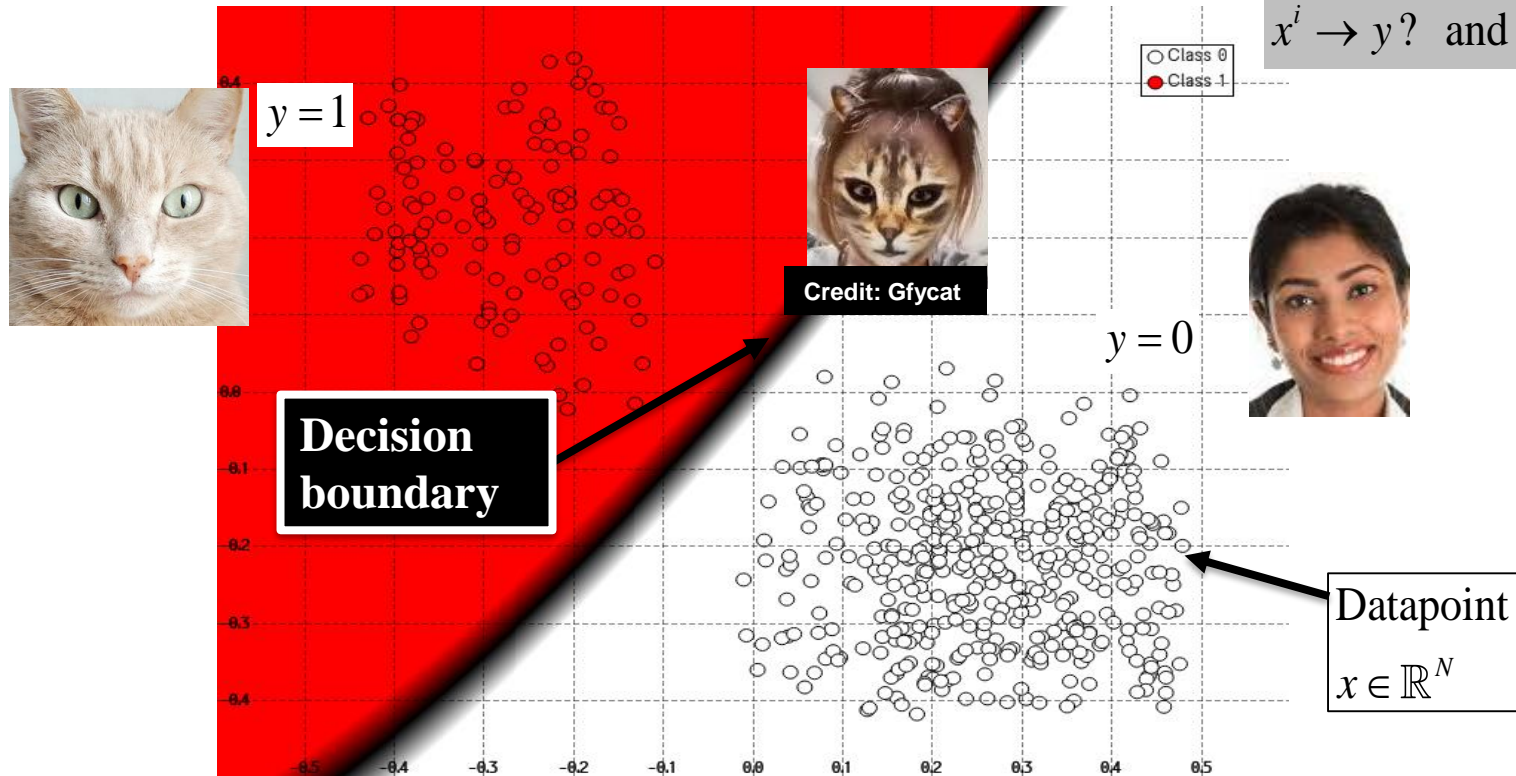 xⁱ → y ? and
Class 0
Class 1
0.4
y = 1
Credit: Gfycat
y = 0
0.0
Decision
boundary
-0.1
-0.2
-0.3
-0.4
Datapoint
x ∈ ℝᴺ
-0.5 -0.4 -0.3 -0.2 -0.1 0.0 0.1 0.2 0.3 0.4 0.5